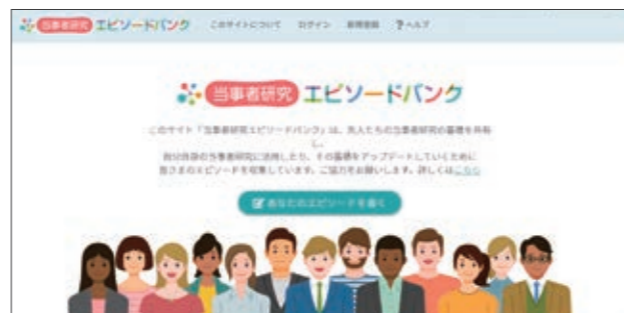 当事者研究 エピソードバンク このサイトについて ログイン 新規登録 ?ヘルプ
当事者研究 エピソードバンク
このサイト「当事者研究エピソードバンク」は、先人たちの当事者研究の蓄積を共有
し、
自分自身の当事者研究に活用したり、その蓄積をアップデートしていくために
皆さまのエピソードを収集しています。ご協力をお願いします。詳しくはこちら
あなたのエピソードを書く